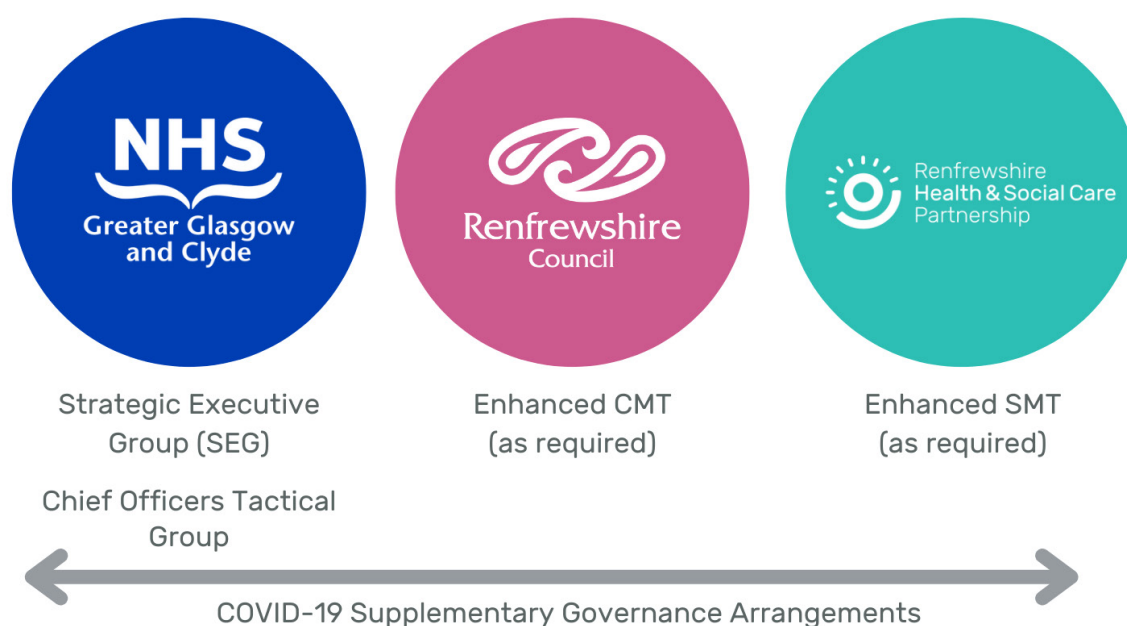 NHS
Greater Glasgow
and Clyde
Renfrewshire
Council
Renfrewshire
Health & Social Care
Partnership
Strategic Executive
Group (SEG)
Chief Officers Tactical
Group
Enhanced CMT
(as required)
Enhanced SMT
(as required)
COVID-19 Supplementary Governance Arrangements